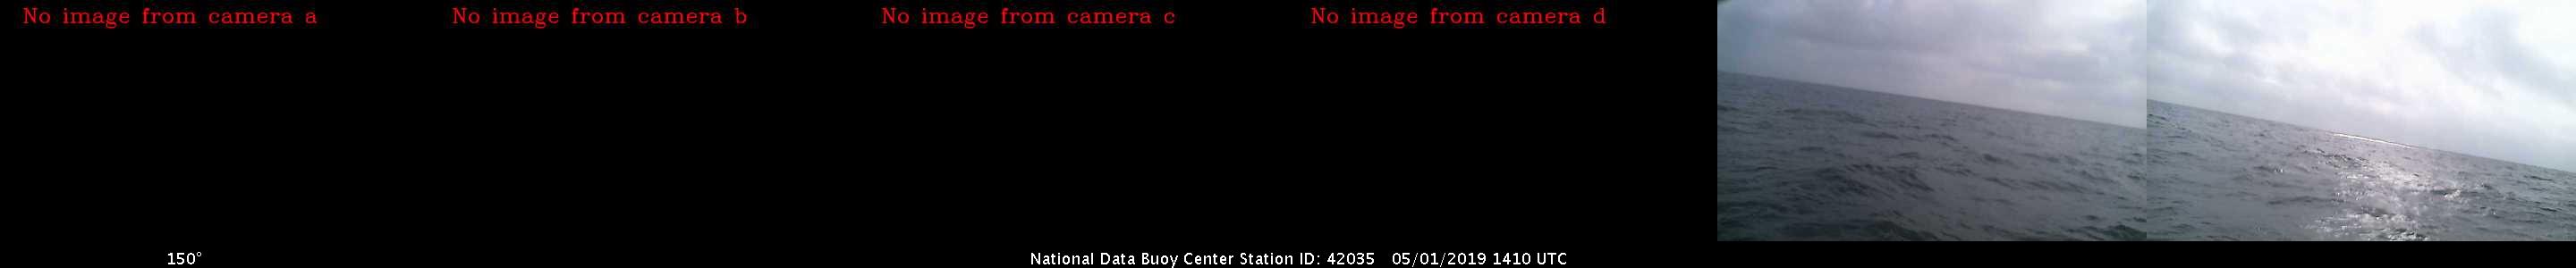 No image from camera a
No image from camera b
No image from camera c
No image from camera d
150°
National Data Buoy Center Station ID: 42035 05/01/2019 1410 UTC